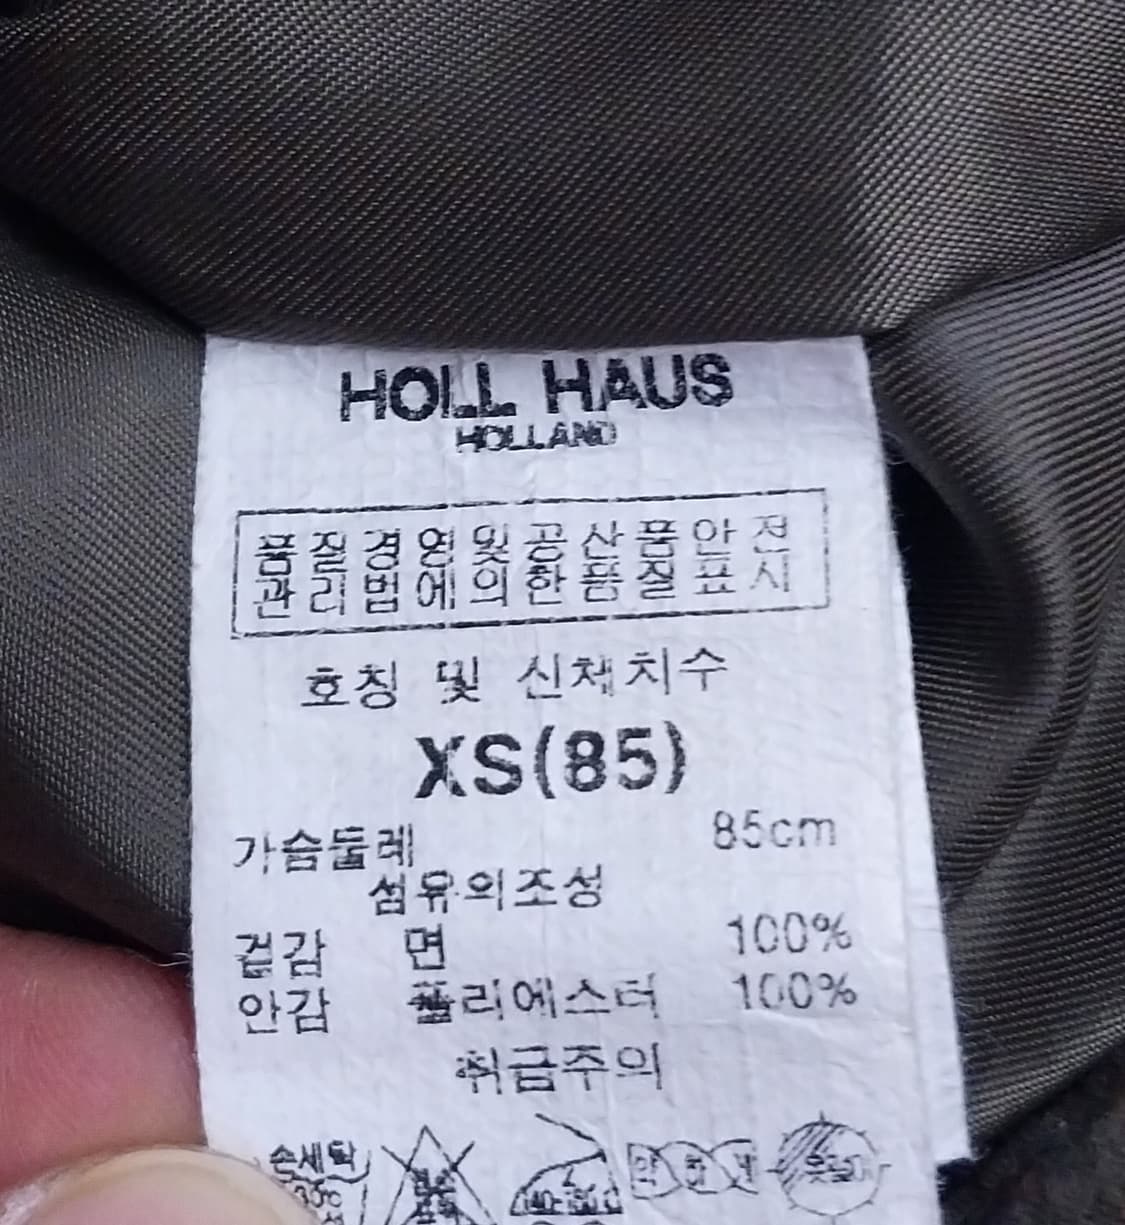 HOLL HAUS
HOLLAND
품질경영및공산품안전
관리법에의한품질표시
호칭 및 신체치수
XS(85)
가슴둘레 85cm
섬유의조성
겉감 면 100%
안감 폴리에스터 100%
취급주의
손세탁
약하게